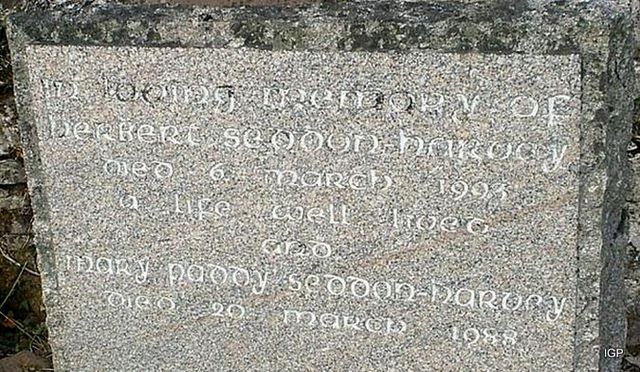 In loving memory of
Herbert Seddon-Harvey
Died 6 March 1993
a life well lived
and
Mary Paddy Seddon-Harvey
Died 20 March 1988
IGP